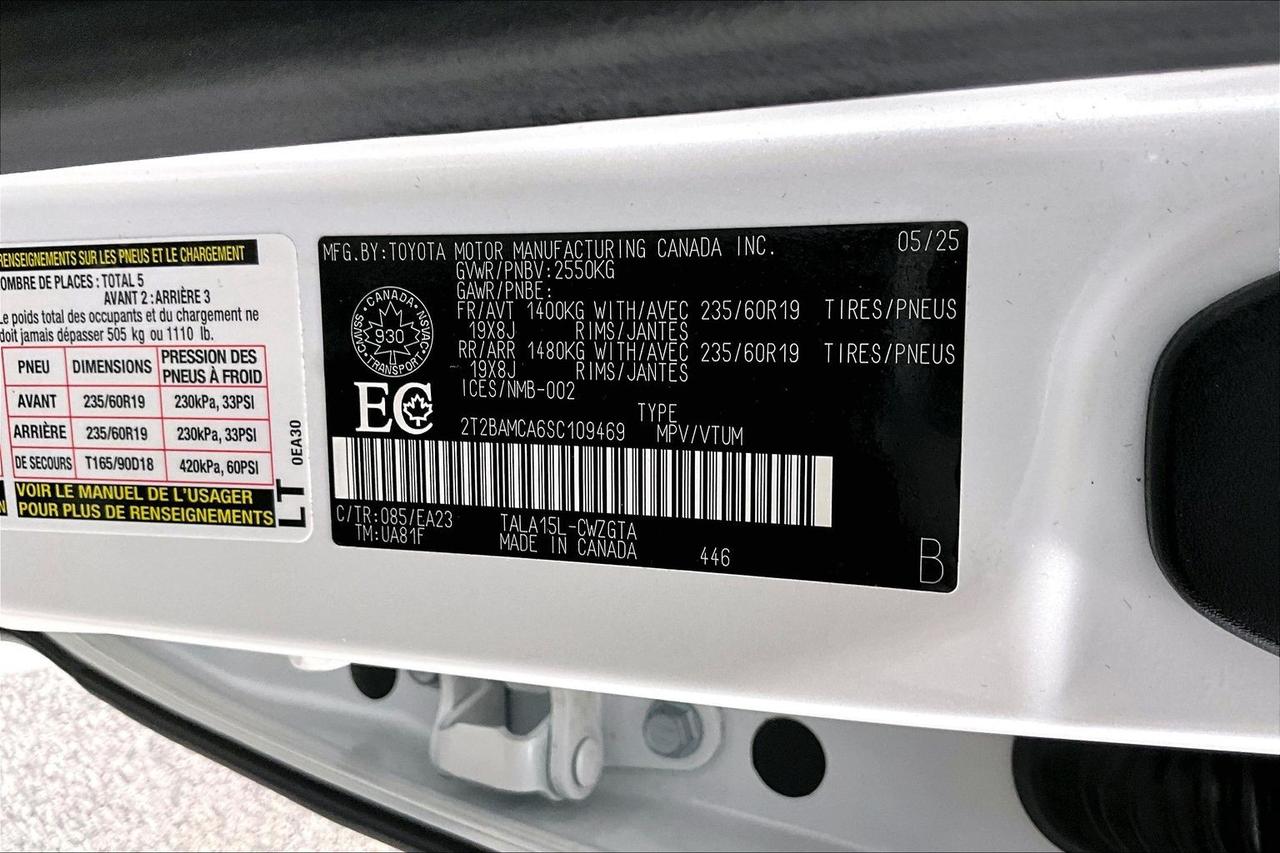 RENSEIGNEMENTS SUR LES PNEUS ET LE CHARGEMENT
OMBRE DE PLACES : TOTAL 5
AVANT 2 : ARRIÈRE 3
Le poids total des occupants et du chargement ne
doit jamais dépasser 505 kg ou 1110 lb.
PNEU DIMENSIONS PRESSION DES PNEUS À FROID
AVANT 235/60R19 230kPa, 33PSI
ARRIÈRE 235/60R19 230kPa, 33PSI
DE SECOURS T165/90D18 420kPa, 60PSI
VOIR LE MANUEL DE L'USAGER
POUR PLUS DE RENSEIGNEMENTS
LT 0EA30
MFG.BY:TOYOTA MOTOR MANUFACTURING CANADA INC. 05/25
GVWR/PNBV:2550KG
GAWR/PNBE:
FR/AVT 1400KG WITH/AVEC 235/60R19 TIRES/PNEUS
19X8J RIMS/JANTES
RR/ARR 1480KG WITH/AVEC 235/60R19 TIRES/PNEUS
19X8J RIMS/JANTES
ICES/NMB-002
CANADA
CMVSS 930 NSVAC
TRANSPORT
EC
TYPE
2T2BAMCA6SC109469 MPV/VTUM
C/TR:085/EA23 TALA15L-CWZGTA
TM:UA81F MADE IN CANADA 446
B